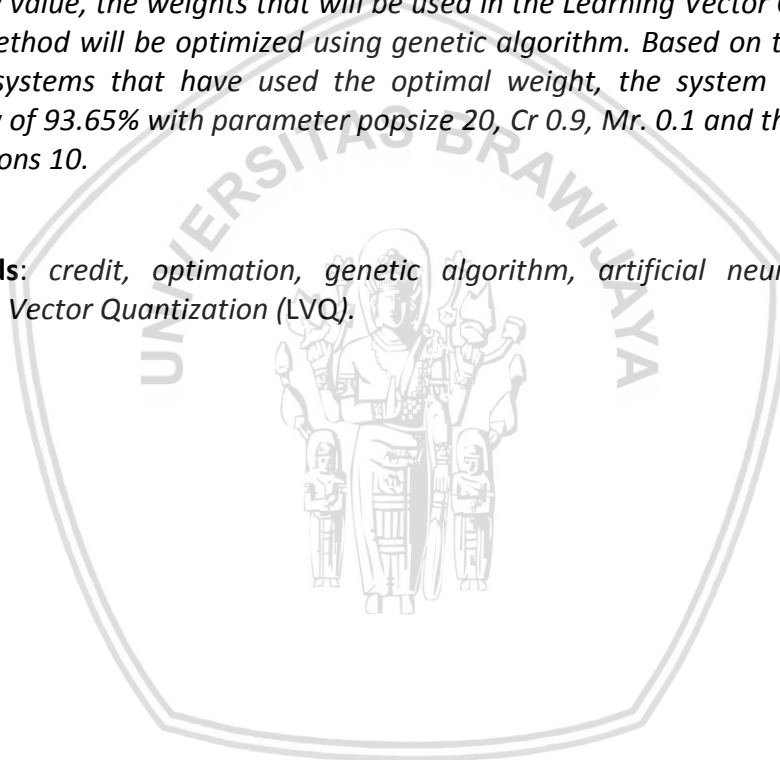 value, the weights that will be used in the Learning Vector
ethod will be optimized using genetic algorithm. Based on
systems that have used the optimal weight, the system
of 93.65% with parameter popsize 20, Cr 0.9, Mr. 0.1 and
ons 10.
UNIVERSITAS BRAWIJAYA
ds: credit, optimation, genetic algorithm, artificial
Vector Quantization (LVQ).